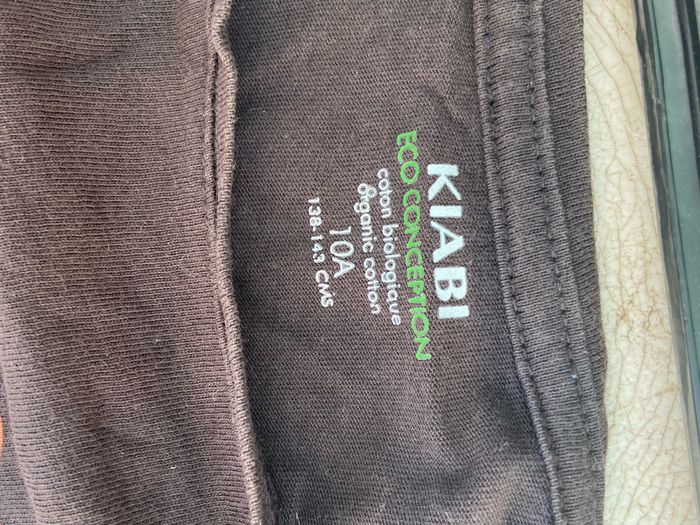 KIABI
ECO CONCEPTION
coton biologique
organic cotton
10A
138-143 CMS